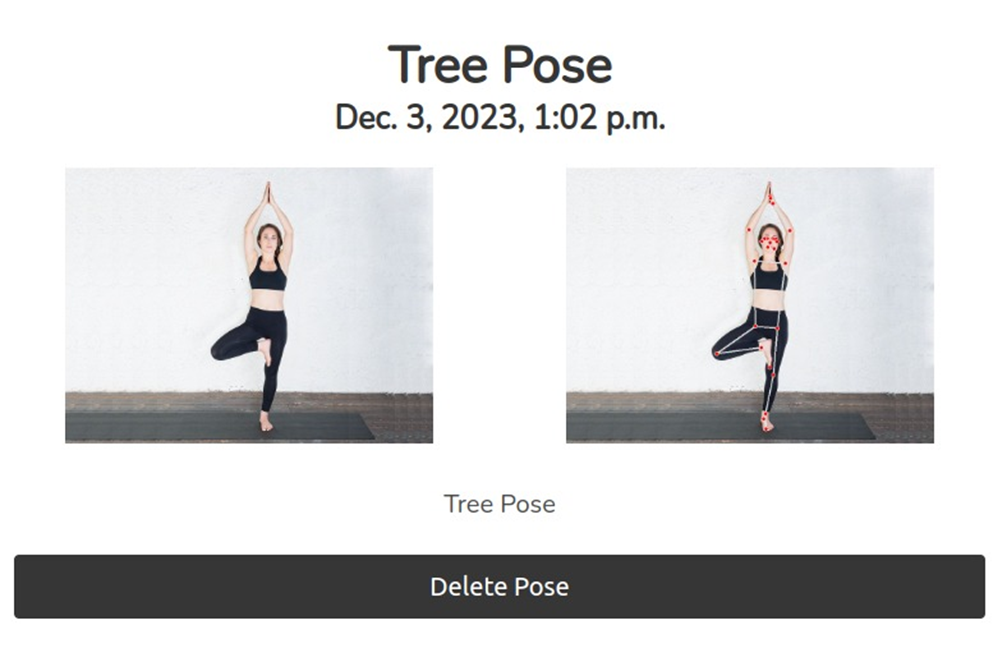 Tree Pose
Dec. 3, 2023, 1:02 p.m.
Tree Pose
Delete Pose